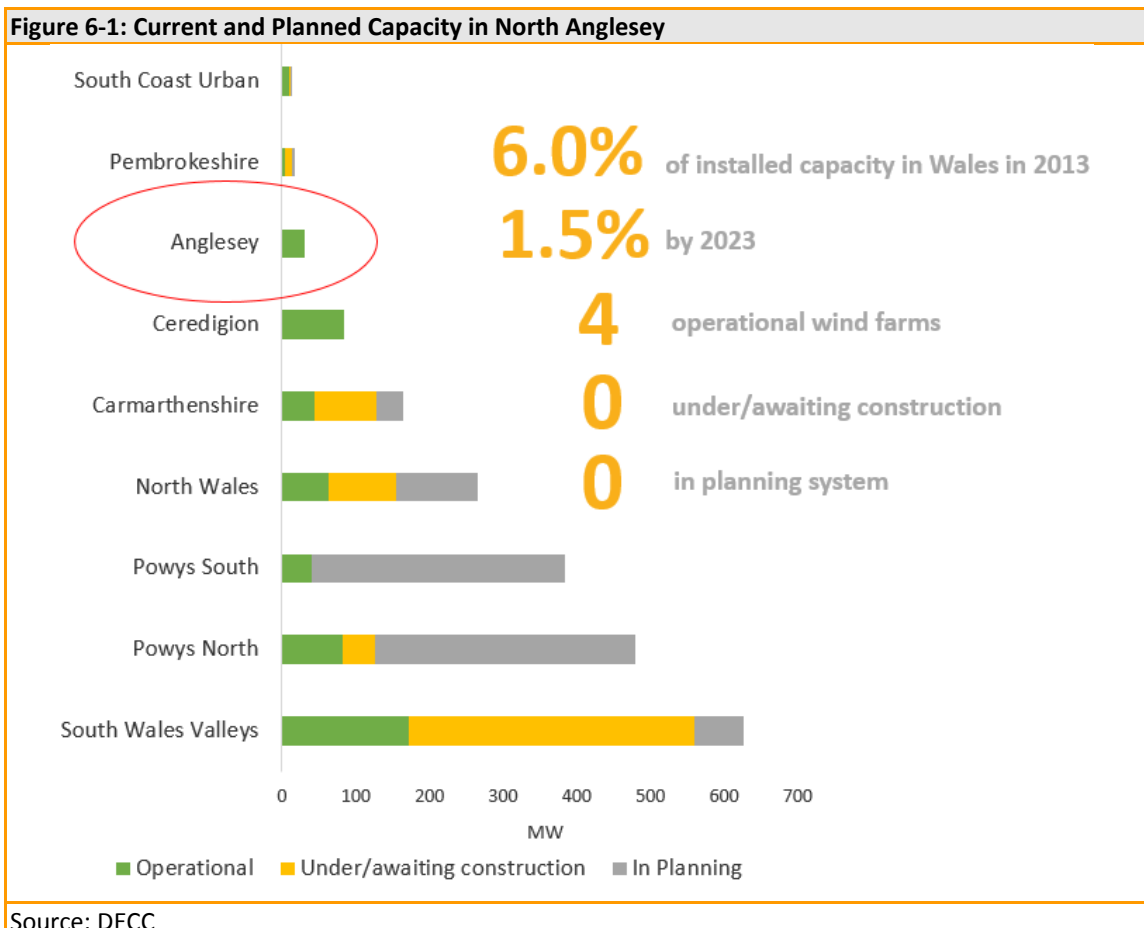 Figure 6-1: Current and Planned Capacity in North Anglesey
South Coast Urban
Pembrokeshire
6.0% of installed capacity in Wales in 2013
Anglesey
1.5% by 2023
Ceredigion
4 operational wind farms
Carmarthenshire
0 under/awaiting construction
North Wales
0 in planning system
Powys South
Powys North
South Wales Valleys
0 100 200 300 400 500 600 700
MW
Operational Under/awaiting construction In Planning
Source: DECC